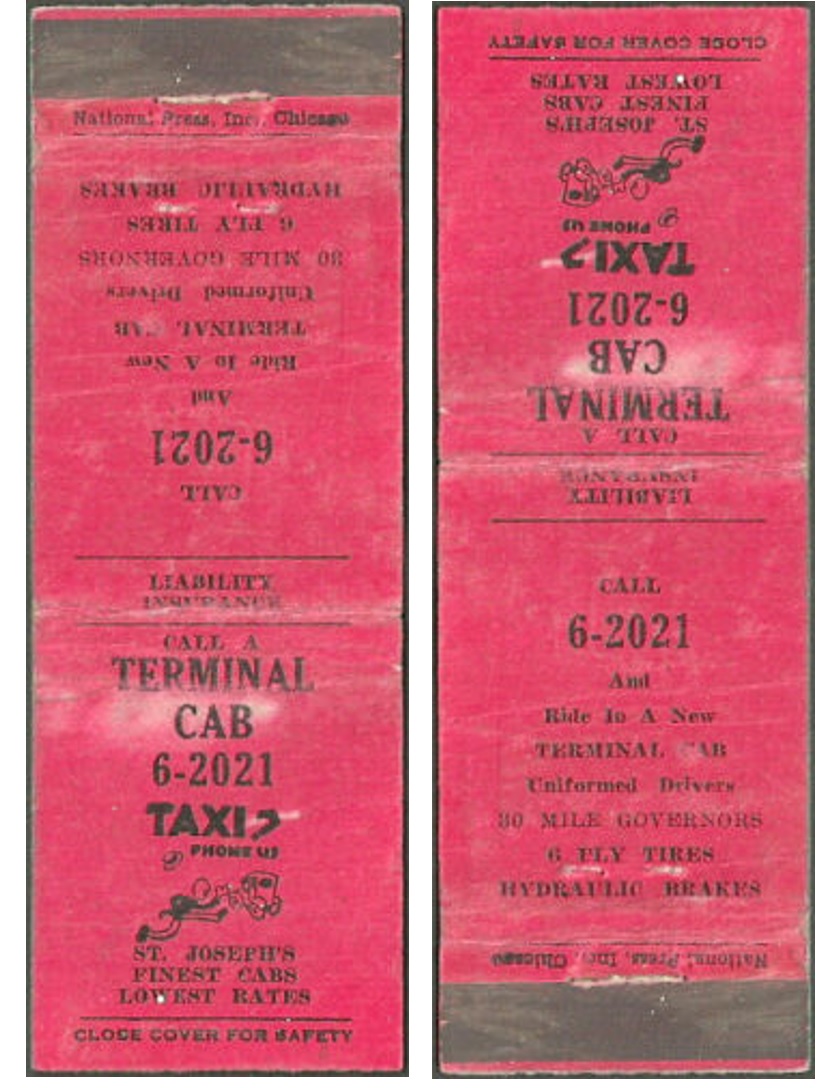 National Press, Inc., Chicago
CALL
6-2021
And
Ride In A New
TERMINAL CAB
Uniformed Drivers
30 MILE GOVERNORS
6 PLY TIRES
HYDRAULIC BRAKES
LIABILITY
INSURANCE
CALL A
TERMINAL
CAB
6-2021
TAXI?
PHONE US
ST. JOSEPH'S
FINEST CABS
LOWEST RATES
CLOSE COVER FOR SAFETY
CLOSE COVER FOR SAFETY
CALL A
TERMINAL
CAB
6-2021
TAXI?
PHONE US
ST. JOSEPH'S
FINEST CABS
LOWEST RATES
LIABILITY
INSURANCE
CALL
6-2021
And
Ride In A New
TERMINAL CAB
Uniformed Drivers
30 MILE GOVERNORS
6 PLY TIRES
HYDRAULIC BRAKES
National Press, Inc., Chicago